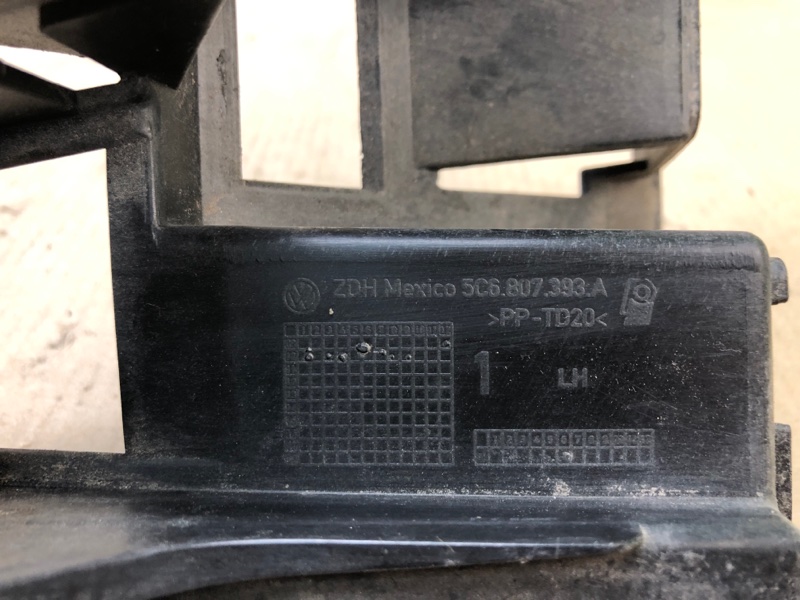 ZDH Mexico 5C6.807.393.A
>PP-TD20<
1
LH